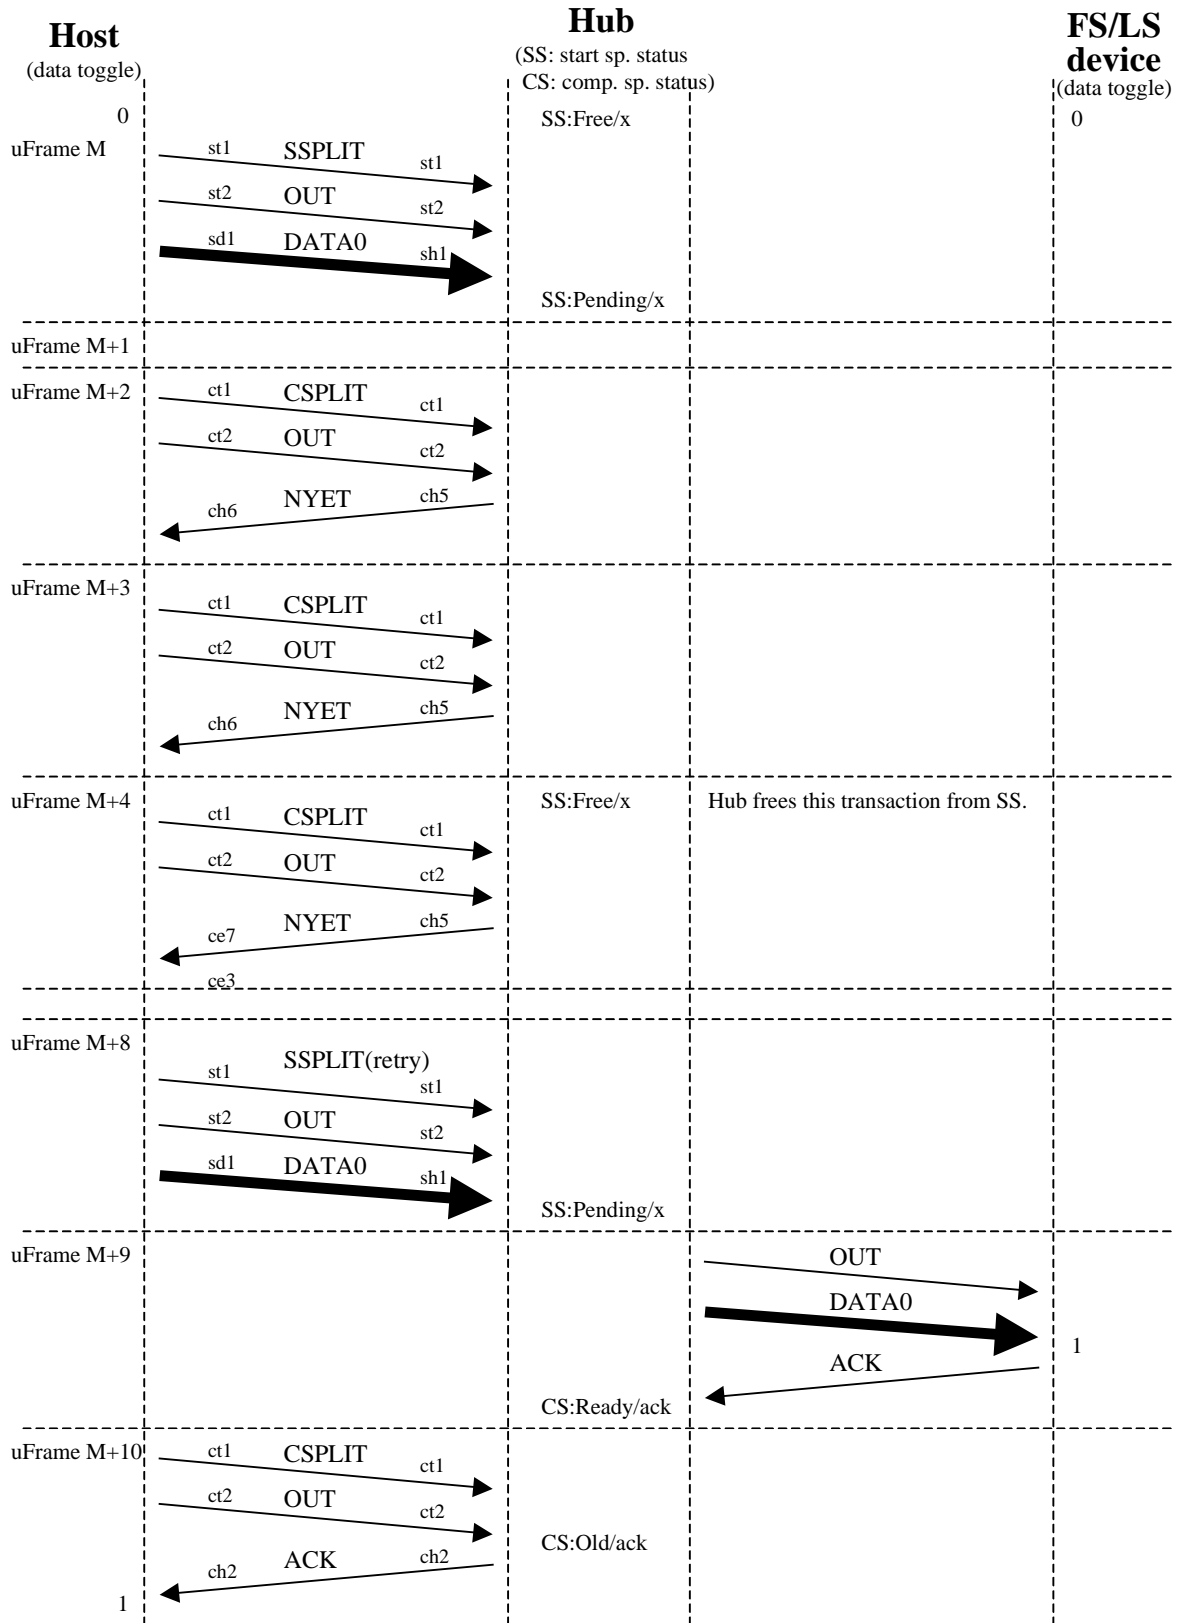 Host
(data toggle)
Hub
(SS: start sp. status
CS: comp. sp. status)
FS/LS
device
(data toggle)
0
SS:Free/x
0
uFrame M
st1 SSPLIT st1
st2 OUT st2
sd1 DATA0 sh1
SS:Pending/x
uFrame M+1
uFrame M+2
ct1 CSPLIT ct1
ct2 OUT ct2
ch6 NYET ch5
uFrame M+3
ct1 CSPLIT ct1
ct2 OUT ct2
ch6 NYET ch5
uFrame M+4
SS:Free/x
Hub frees this transaction from SS.
ct1 CSPLIT ct1
ct2 OUT ct2
ce7 NYET ch5
ce3
uFrame M+8
st1 SSPLIT(retry) st1
st2 OUT st2
sd1 DATA0 sh1
SS:Pending/x
uFrame M+9
OUT
DATA0
1
ACK
CS:Ready/ack
uFrame M+10
ct1 CSPLIT ct1
ct2 OUT ct2
CS:Old/ack
ch2 ACK ch2
1